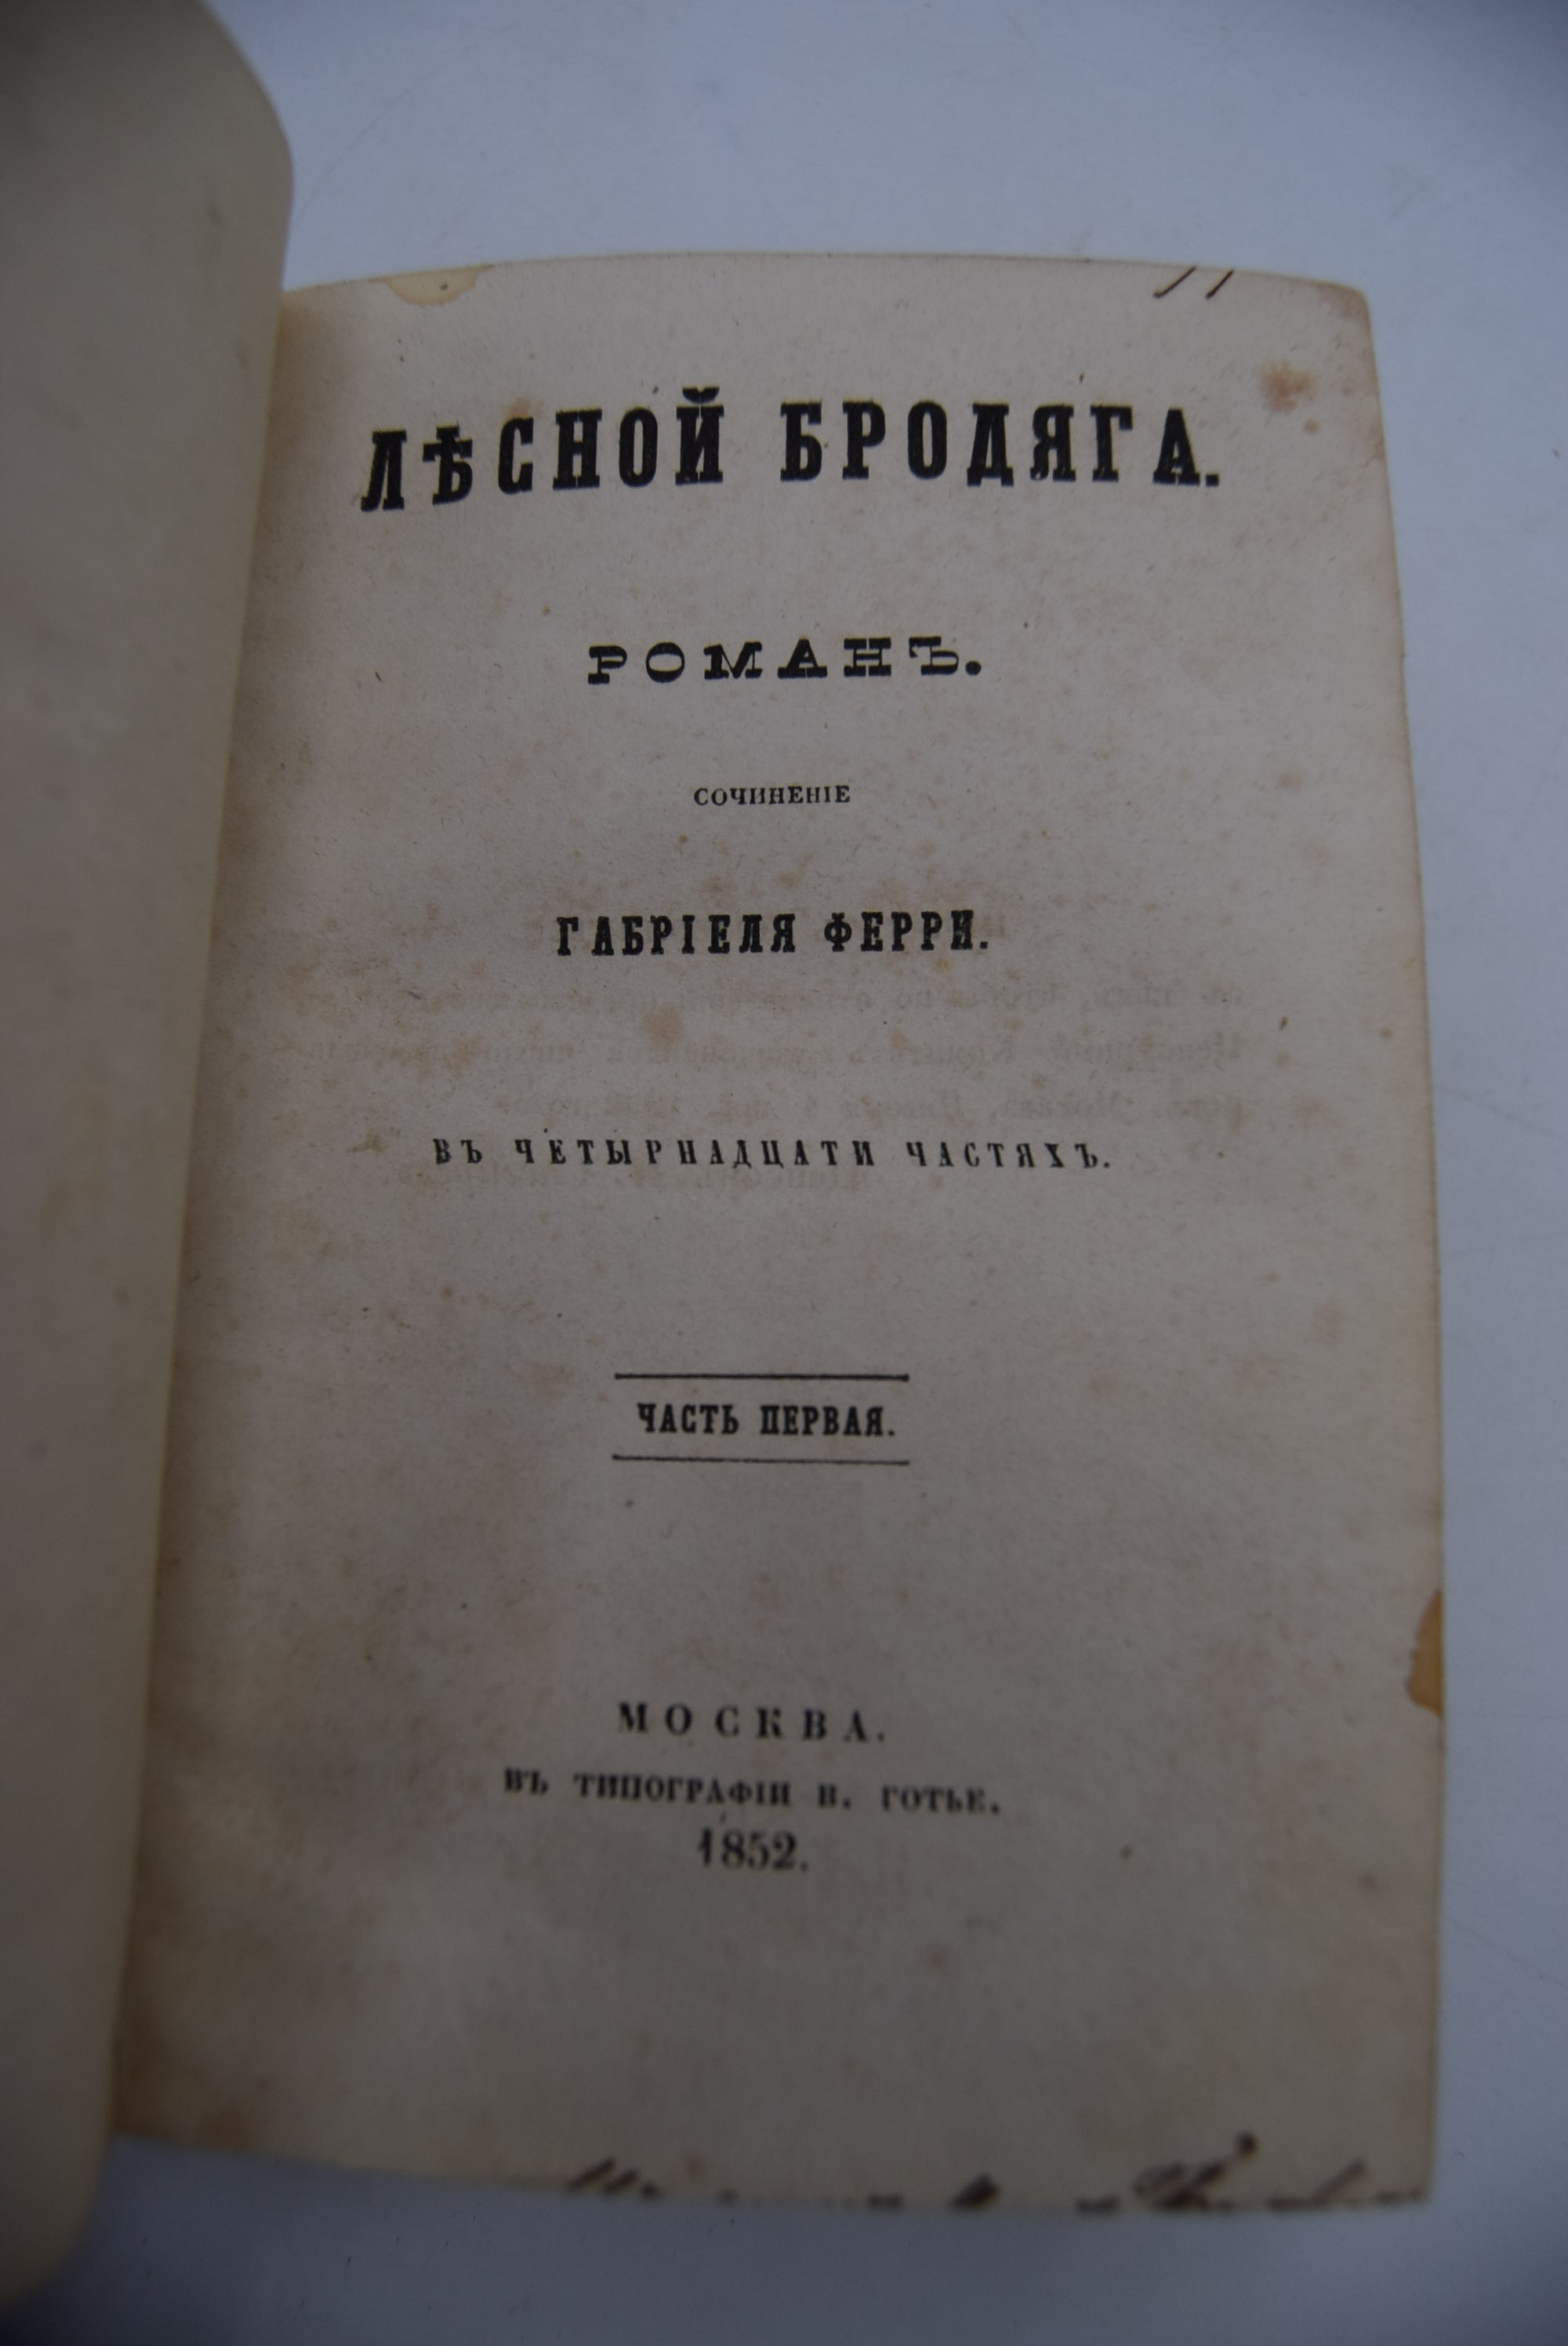 ЛѢСНОЙ БРОДЯГА.
РОМАНЪ.
СОЧИНЕНІЕ
ГАБРІЕЛЯ ФЕРРИ.
ВЪ ЧЕТЫРНАДЦАТИ ЧАСТЯХЪ.
ЧАСТЬ ПЕРВАЯ.
МОСКВА.
ВЪ ТИПОГРАФІИ В. ГОТЬЕ.
1852.